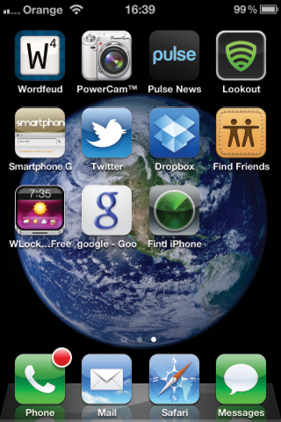 Orange 16:39 99%
W4 pulse
Wordfeud PowerCam™ Pulse News Lookout
smartphon
Smartphone G Twitter Dropbox Find Friends
7:35 g
WLock...Free google - Goo Find iPhone
Phone Mail Safari Messages